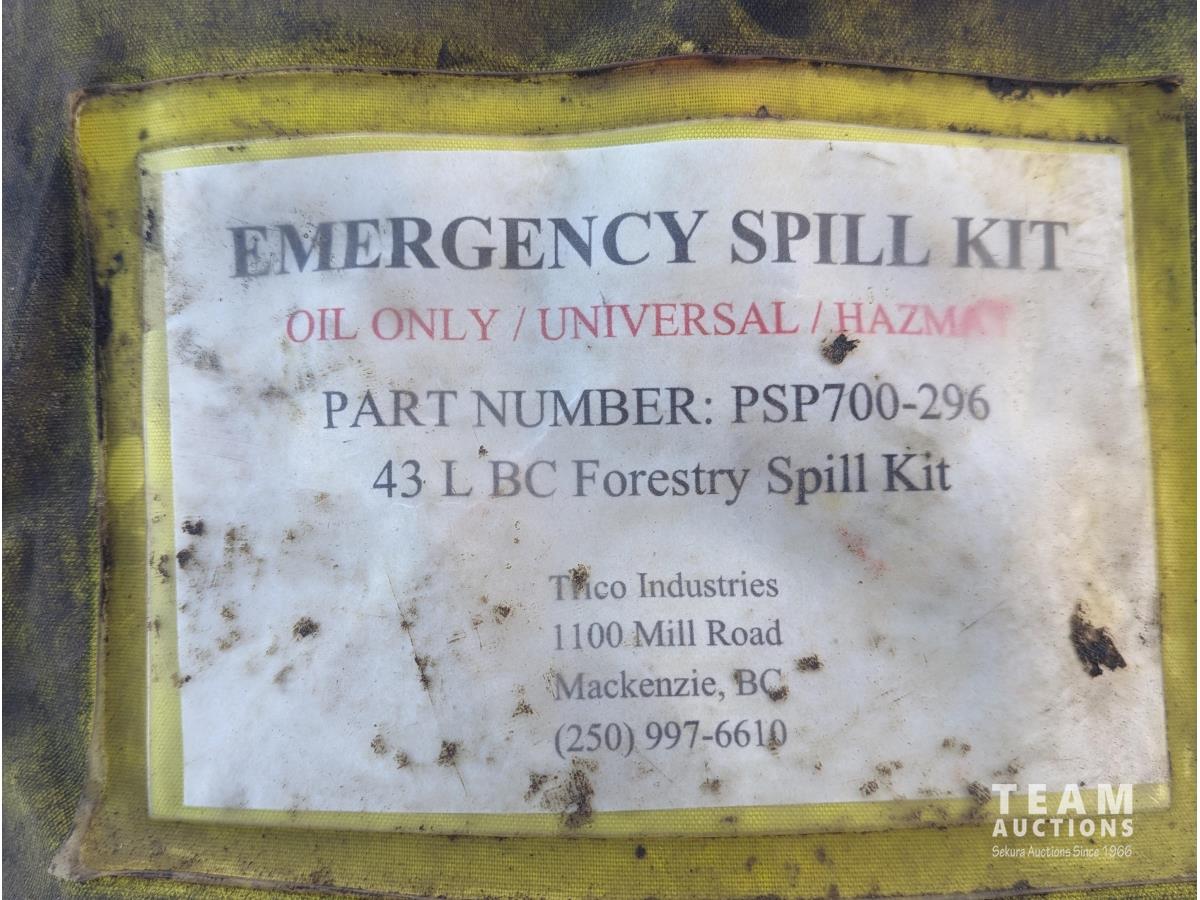 EMERGENCY SPILL KIT
OIL ONLY / UNIVERSAL / HAZMAT
PART NUMBER: PSP700-296
43 L BC Forestry Spill Kit
Trico Industries
1100 Mill Road
Mackenzie, BC
(250) 997-6610
TEAM
AUCTIONS
Sekura Auctions Since 1966